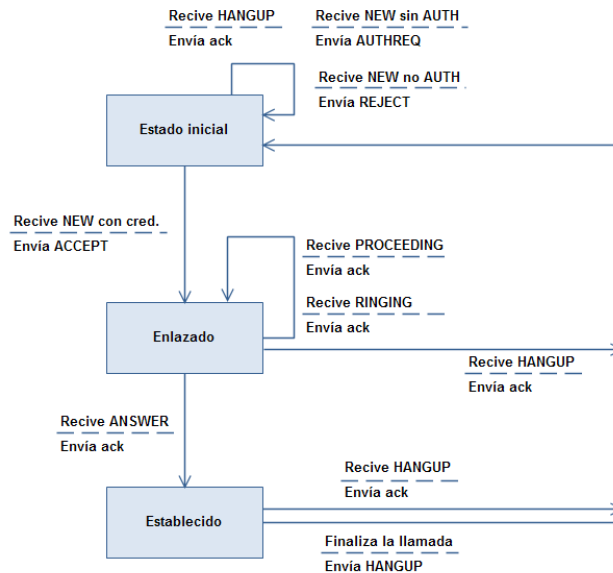 Recive HANGUP
Envía ack
Recive NEW sin AUTH
Envía AUTHREQ
Recive NEW no AUTH
Envía REJECT
Estado inicial
Recive NEW con cred.
Envía ACCEPT
Recive PROCEEDING
Envía ack
Recive RINGING
Envía ack
Enlazado
Recive HANGUP
Envía ack
Recive ANSWER
Envía ack
Recive HANGUP
Envía ack
Establecido
Finaliza la llamada
Envía HANGUP